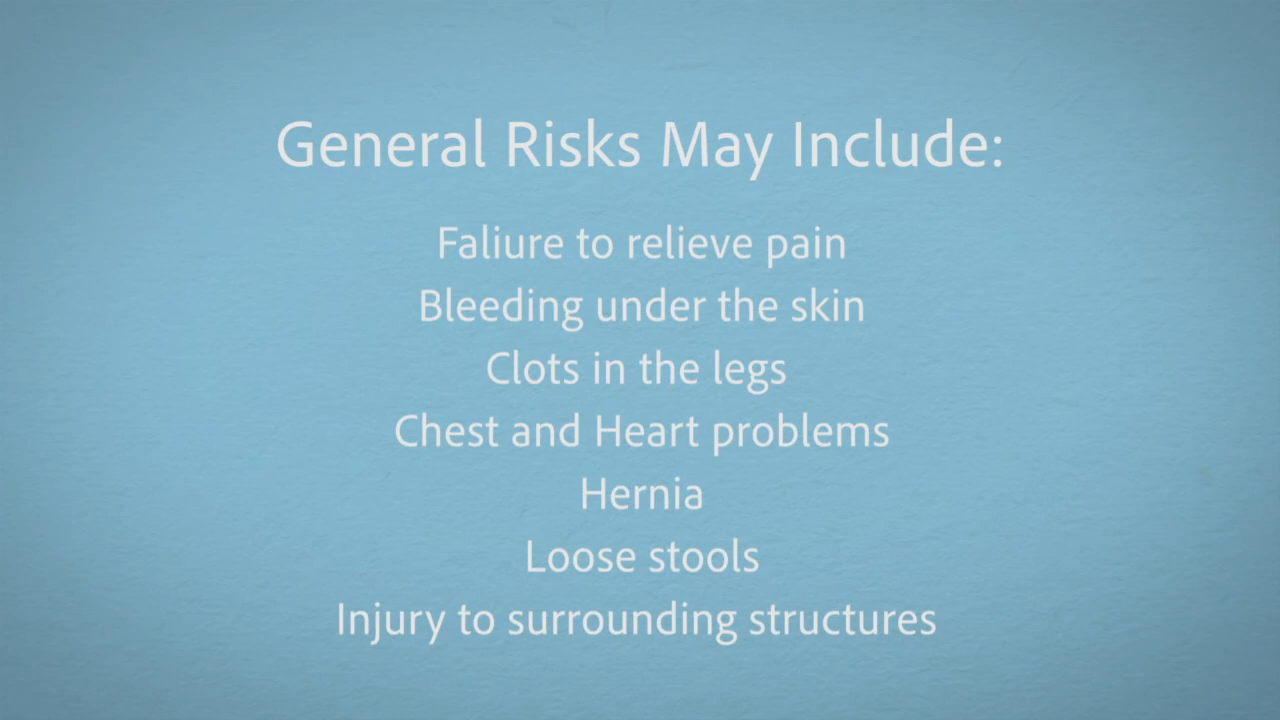 General Risks May Include:
Faliure to relieve pain
Bleeding under the skin
Clots in the legs
Chest and Heart problems
Hernia
Loose stools
Injury to surrounding structures